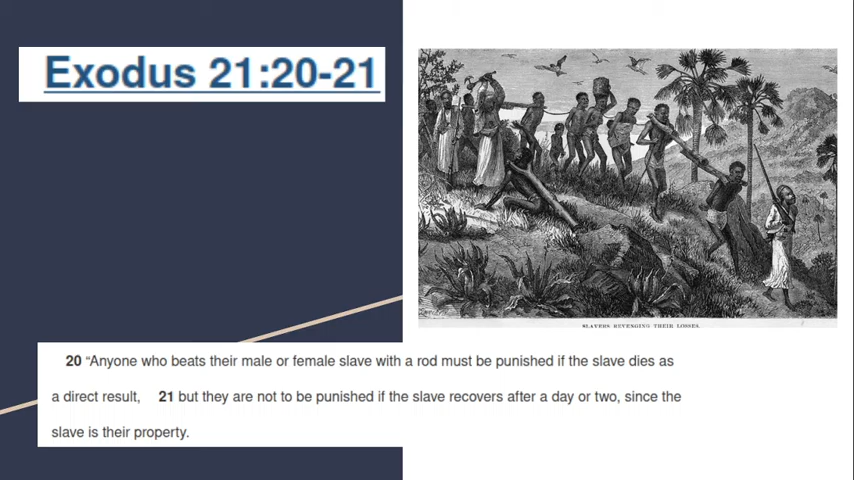 Exodus 21:20-21
SLAVERS REVENGING THEIR LOSSES.
20 “Anyone who beats their male or female slave with a rod must be punished if the slave dies as
a direct result, 21 but they are not to be punished if the slave recovers after a day or two, since the
slave is their property.